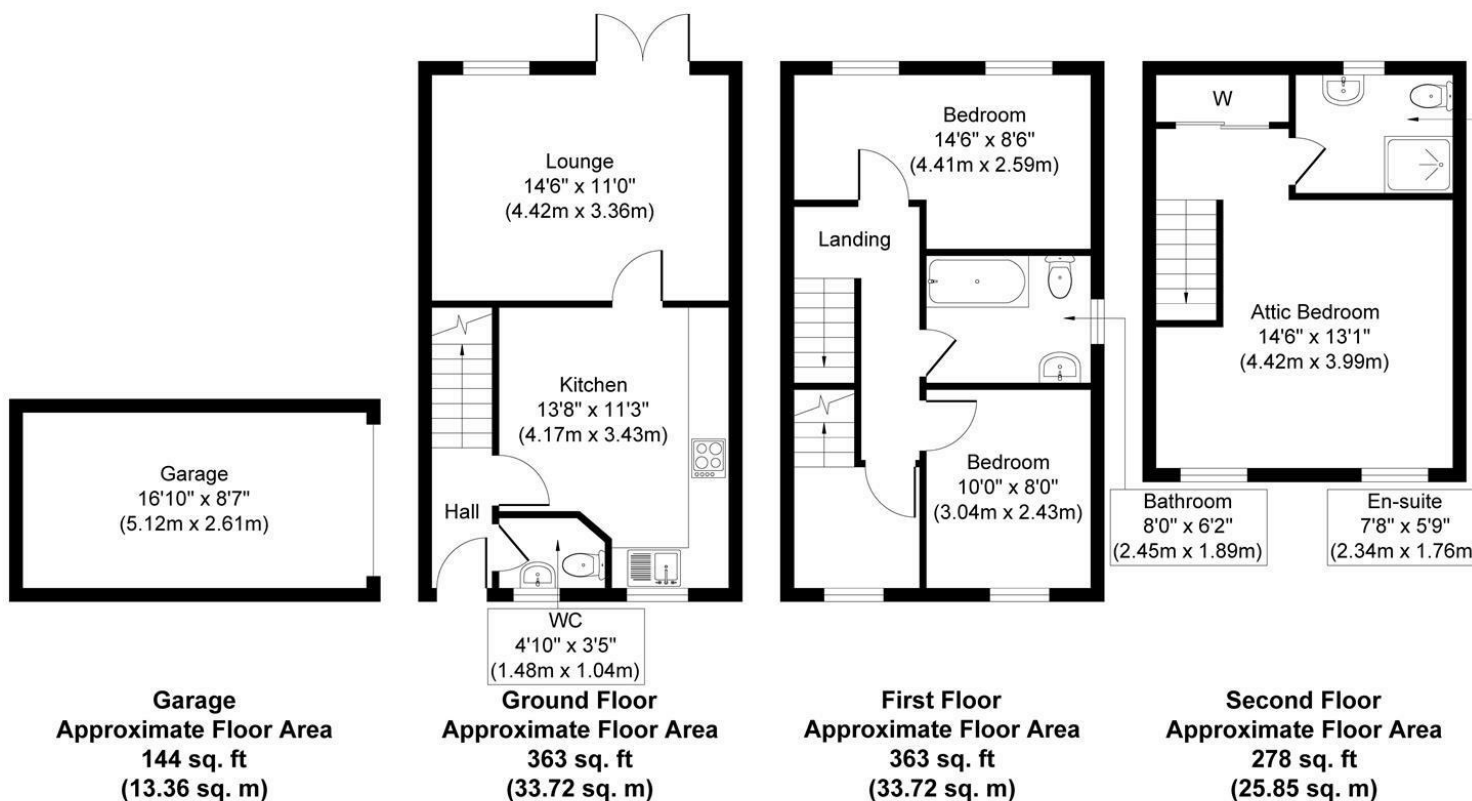 Garage
16'10" x 8'7"
(5.12m x 2.61m)
Garage
Approximate Floor Area
144 sq. ft
(13.36 sq. m)
Lounge
14'6" x 11'0"
(4.42m x 3.36m)
Kitchen
13'8" x 11'3"
(4.17m x 3.43m)
Hall
WC
4'10" x 3'5"
(1.48m x 1.04m)
Ground Floor
Approximate Floor Area
363 sq. ft
(33.72 sq. m)
Bedroom
14'6" x 8'6"
(4.41m x 2.59m)
Landing
Bedroom
10'0" x 8'0"
(3.04m x 2.43m)
Bathroom
8'0" x 6'2"
(2.45m x 1.89m)
First Floor
Approximate Floor Area
363 sq. ft
(33.72 sq. m)
W
Attic Bedroom
14'6" x 13'1"
(4.42m x 3.99m)
En-suite
7'8" x 5'9"
(2.34m x 1.76m
Second Floor
Approximate Floor Area
278 sq. ft
(25.85 sq. m)